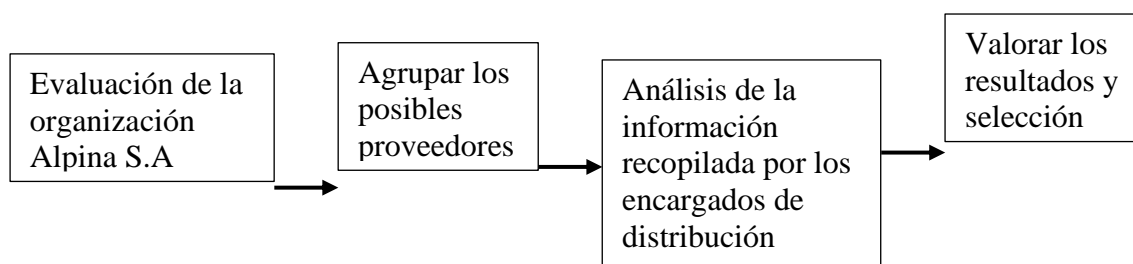 Evaluación de la
organización
Alpina S.A
Agrupar los
posibles
proveedores
Análisis de la
información
recopilada por los
encargados de
distribución
Valorar los
resultados y
selección